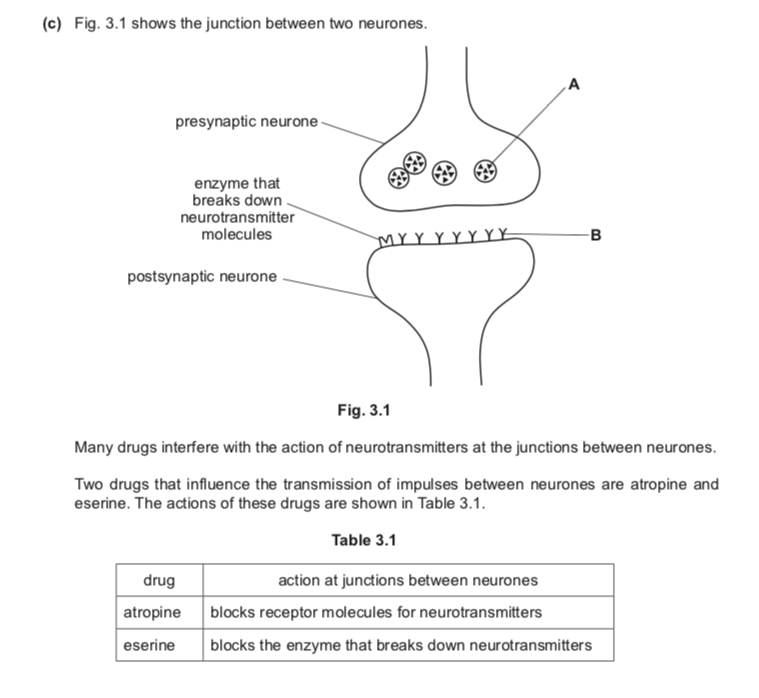 (c) Fig. 3.1 shows the junction between two neurones.
A
presynaptic neurone
enzyme that
breaks down
neurotransmitter
molecules
B
postsynaptic neurone
Fig. 3.1
Many drugs interfere with the action of neurotransmitters at the junctions between neurones.
Two drugs that influence the transmission of impulses between neurones are atropine and
eserine. The actions of these drugs are shown in Table 3.1.
Table 3.1
drug action at junctions between neurones
atropine blocks receptor molecules for neurotransmitters
eserine blocks the enzyme that breaks down neurotransmitters